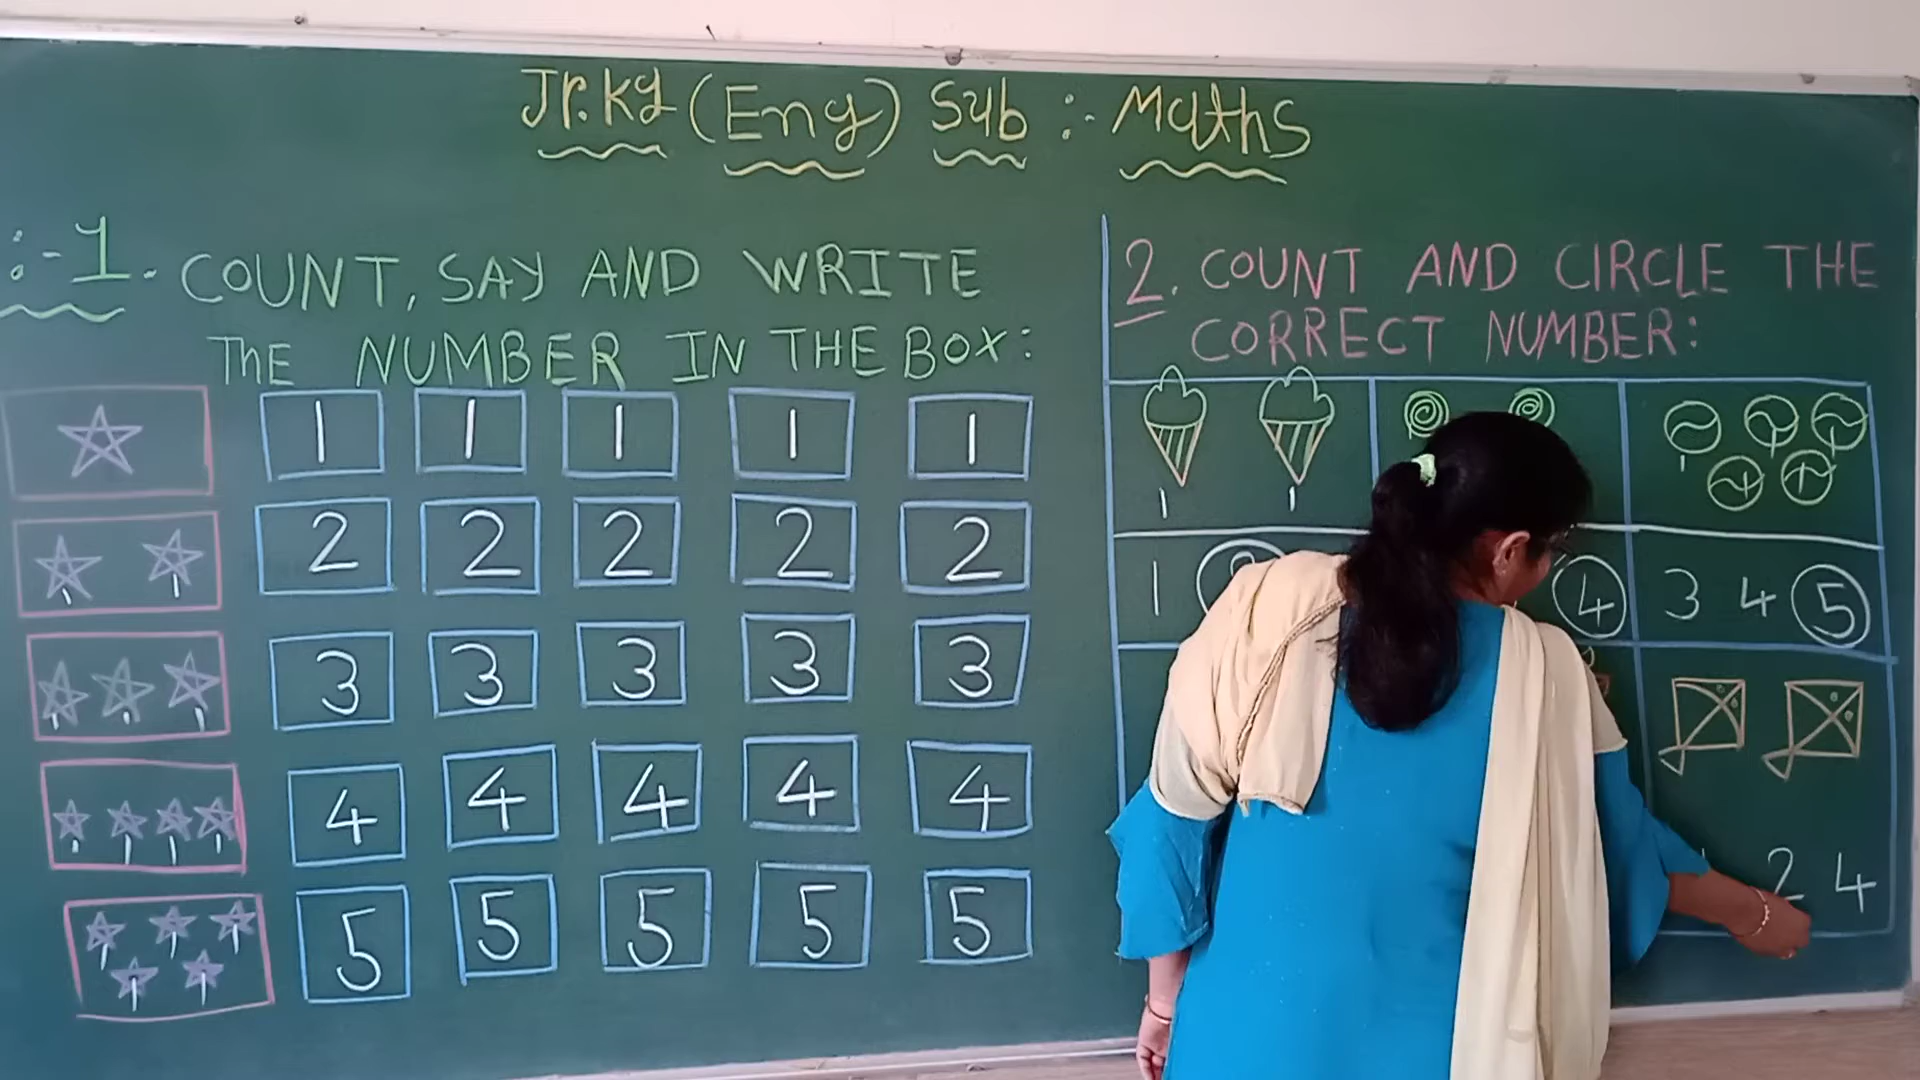 Jr.kg (Eng) Sub :- Maths
:-1. COUNT, SAY AND WRITE
THE NUMBER IN THE BOX:
1 1 1 1 1
2 2 2 2 2
3 3 3 3 3
4 4 4 4 4
5 5 5 5 5
2. COUNT AND CIRCLE THE
CORRECT NUMBER:
1 4 3 4 5
2 4